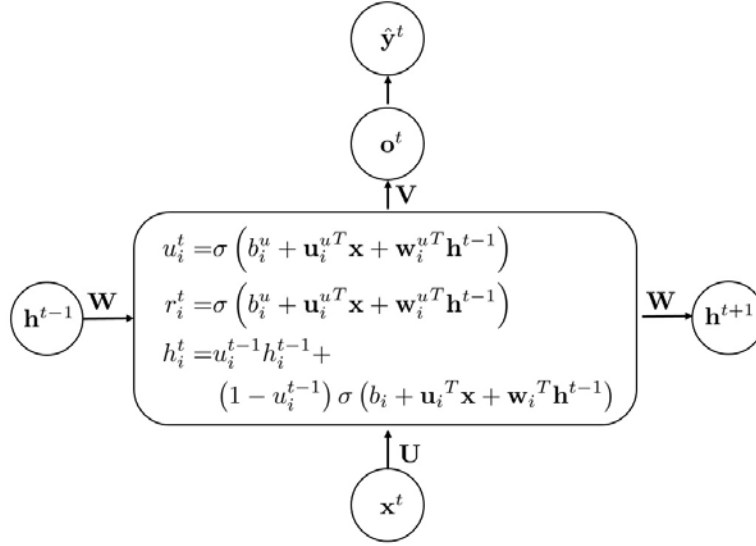 ŷ^t
o^t
V
u_i^t =σ (b_i^u + u_i^{uT} x + w_i^{uT} h^{t−1})
r_i^t =σ (b_i^u + u_i^{uT} x + w_i^{uT} h^{t−1})
h_i^t =u_i^{t−1} h_i^{t−1} +
(1 − u_i^{t−1}) σ (b_i + u_i^T x + w_i^T h^{t−1})
h^{t−1}
W
W
h^{t+1}
U
x^t